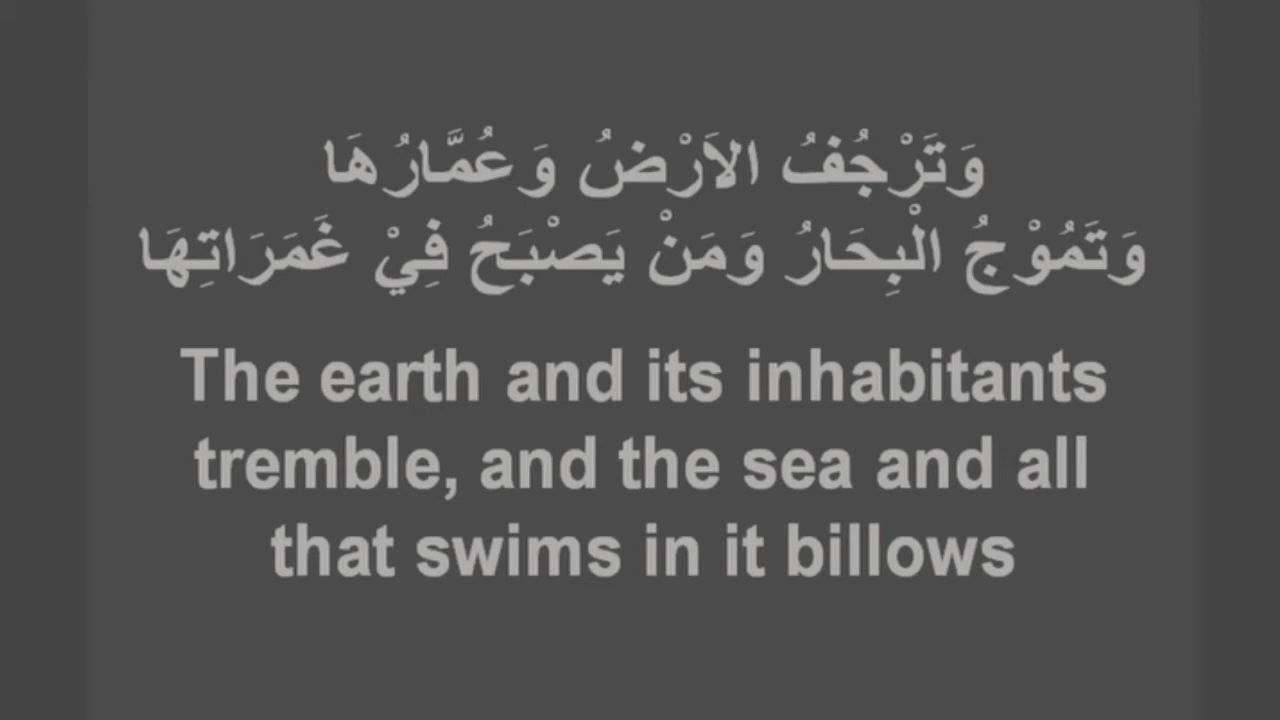 وَتَرْجُفُ الاَرْضُ وَعُمَّارُهَا
وَتَمُوْجُ الْبِحَارُ وَمَنْ يَصْبَحُ فِيْ غَمَرَاتِهَا
The earth and its inhabitants
tremble, and the sea and all
that swims in it billows